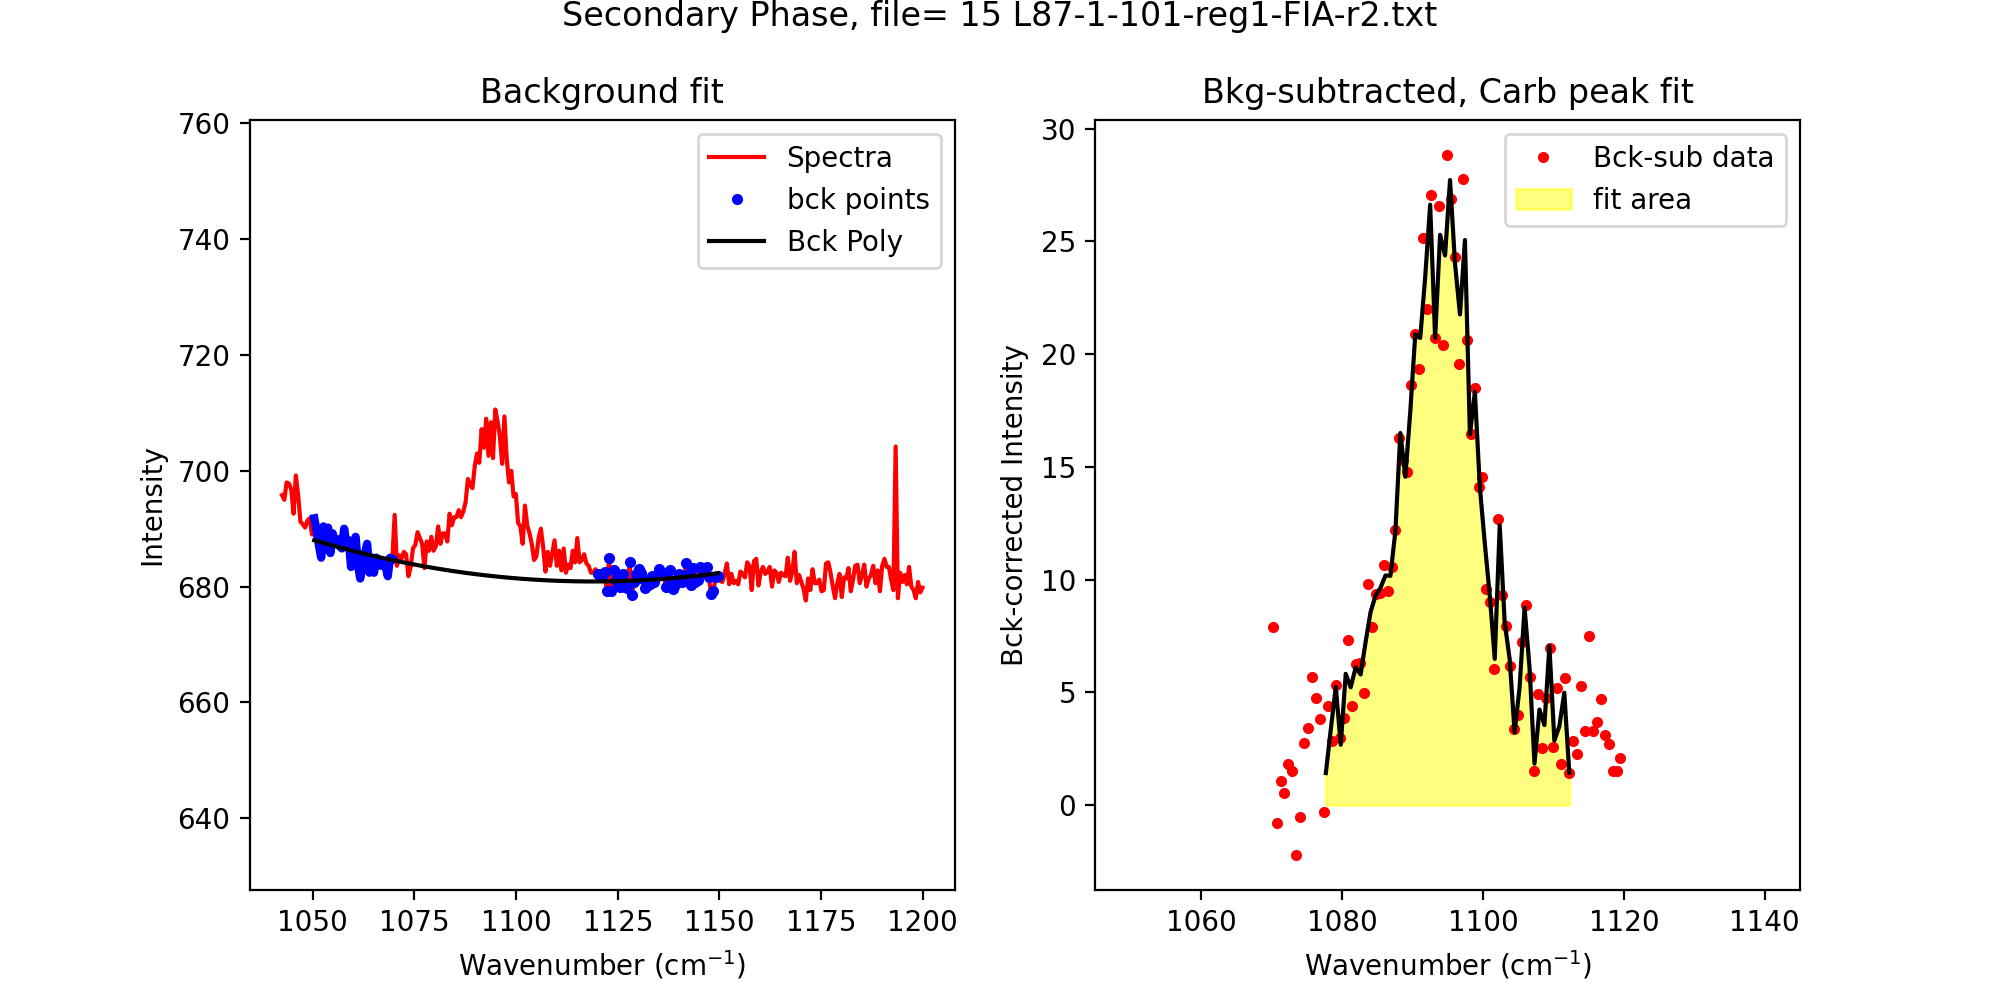 Secondary Phase, file= 15 L87-1-101-reg1-FIA-r2.txt
Background fit
760
740
720
700
680
660
640
Intensity
Spectra
bck points
Bck Poly
1050 1075 1100 1125 1150 1175 1200
Wavenumber (cm⁻¹)
Bkg-subtracted, Carb peak fit
30
25
20
15
10
5
0
Bck-corrected Intensity
Bck-sub data
fit area
1060 1080 1100 1120 1140
Wavenumber (cm⁻¹)